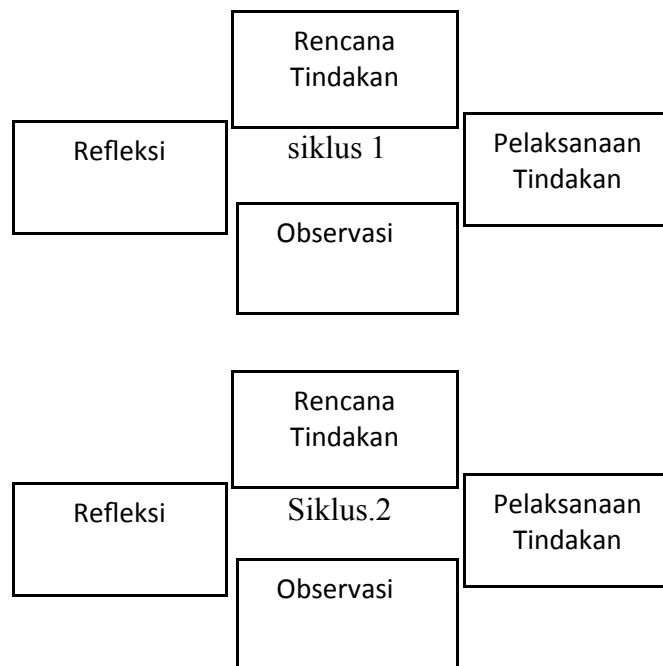 Rencana
Tindakan
Refleksi
siklus 1
Pelaksanaan
Tindakan
Observasi
Rencana
Tindakan
Refleksi
Siklus.2
Pelaksanaan
Tindakan
Observasi